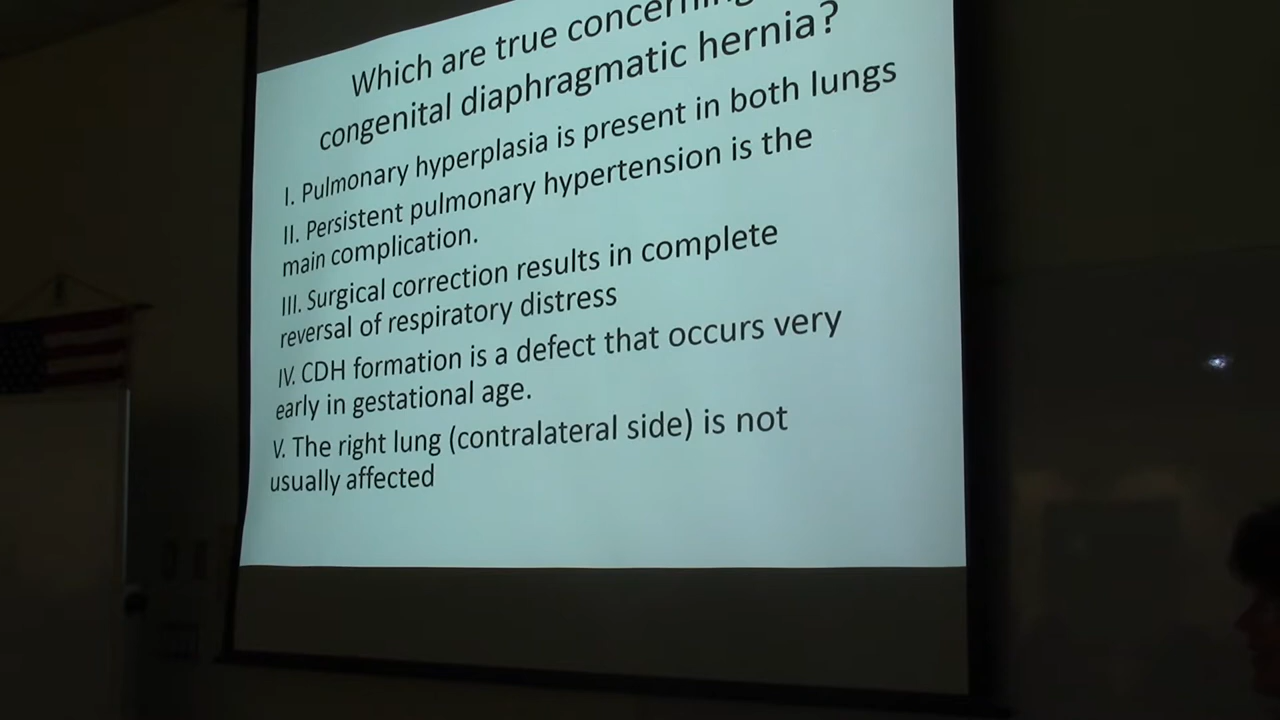 Which are true concerning
congenital diaphragmatic hernia?
I. Pulmonary hyperplasia is present in both lungs
II. Persistent pulmonary hypertension is the
main complication.
III. Surgical correction results in complete
reversal of respiratory distress
IV. CDH formation is a defect that occurs very
early in gestational age.
V. The right lung (contralateral side) is not
usually affected